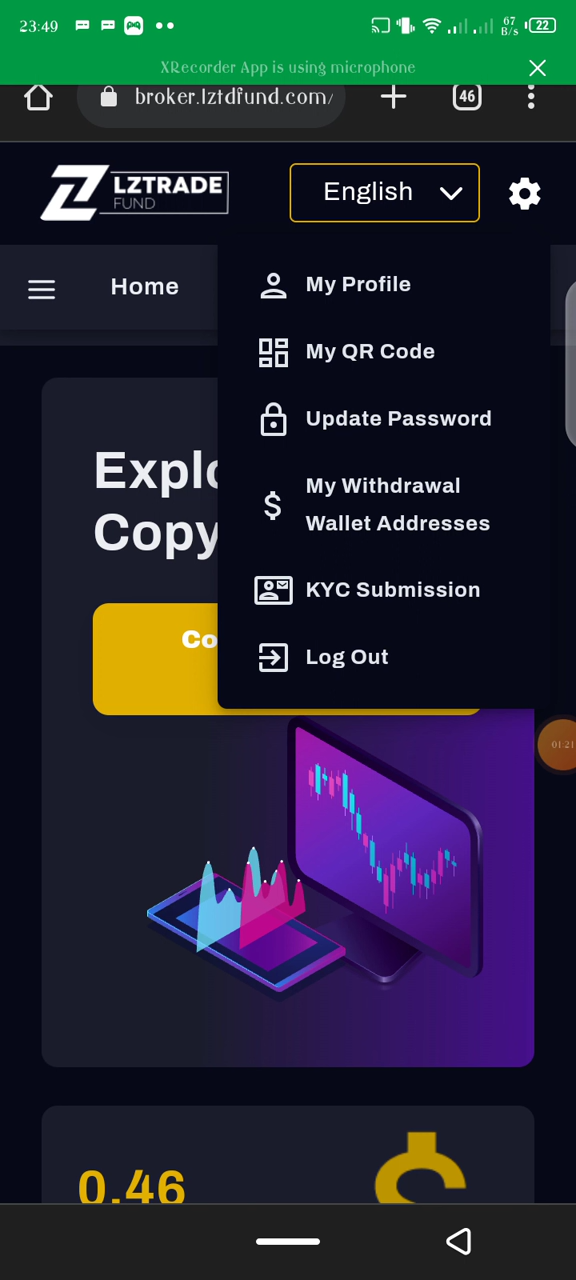 23:49
67
B/s
22
XRecorder App is using microphone
broker.lztdfund.com/
46
LZTRADE
FUND
English
Home
My Profile
My QR Code
Update Password
My Withdrawal
Wallet Addresses
KYC Submission
Log Out
Explo
Copy
Co
01:21
0.46
$